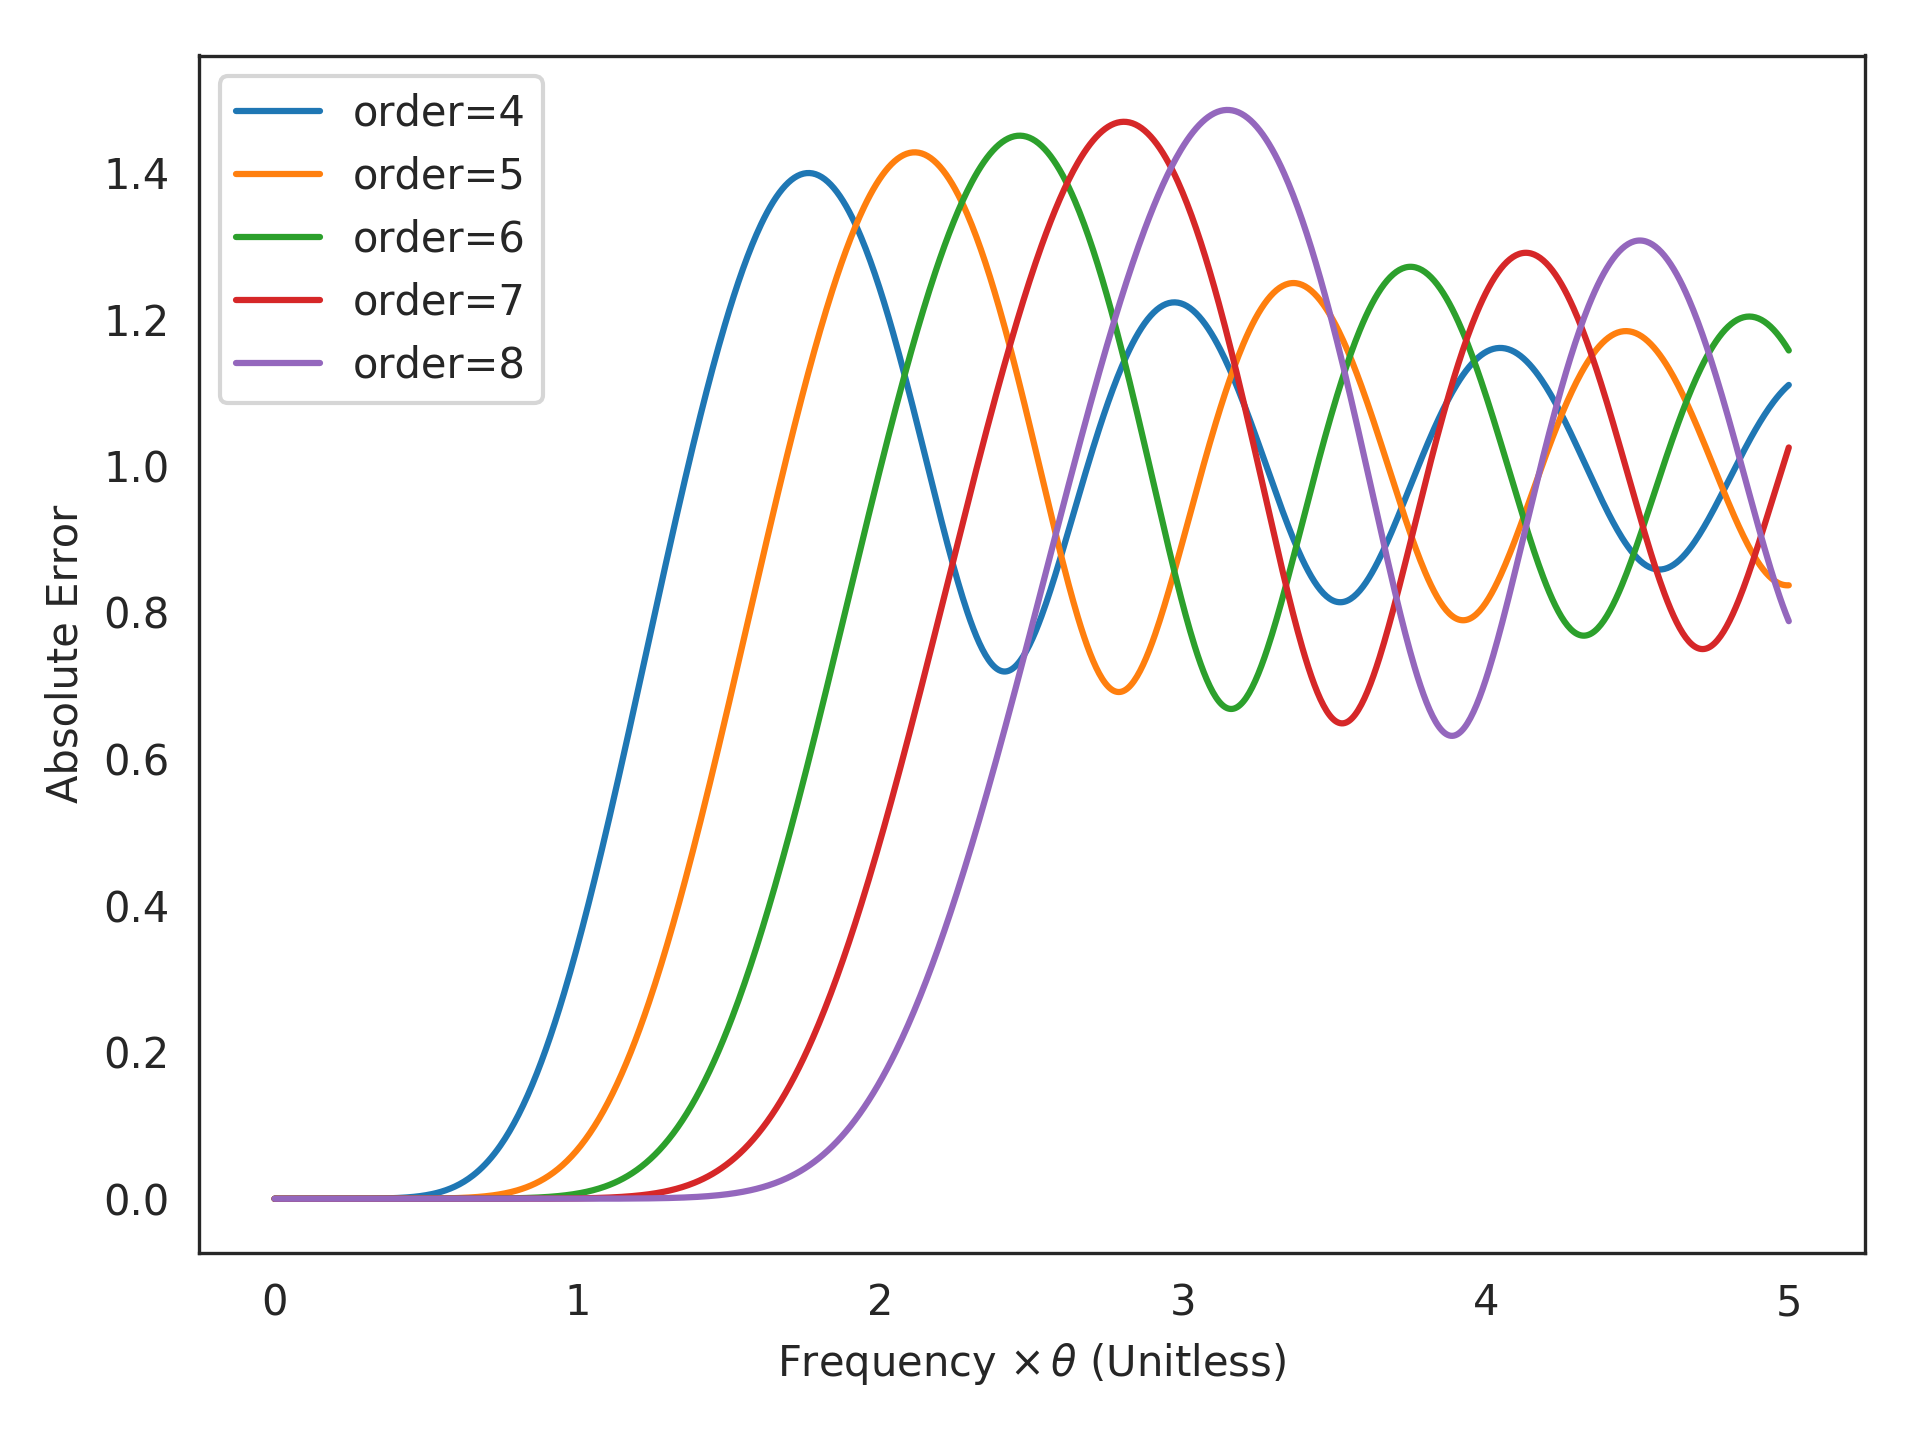 order=4
order=5
order=6
order=7
order=8
1.4
1.2
1.0
0.8
0.6
0.4
0.2
0.0
Absolute Error
0 1 2 3 4 5
Frequency × θ (Unitless)